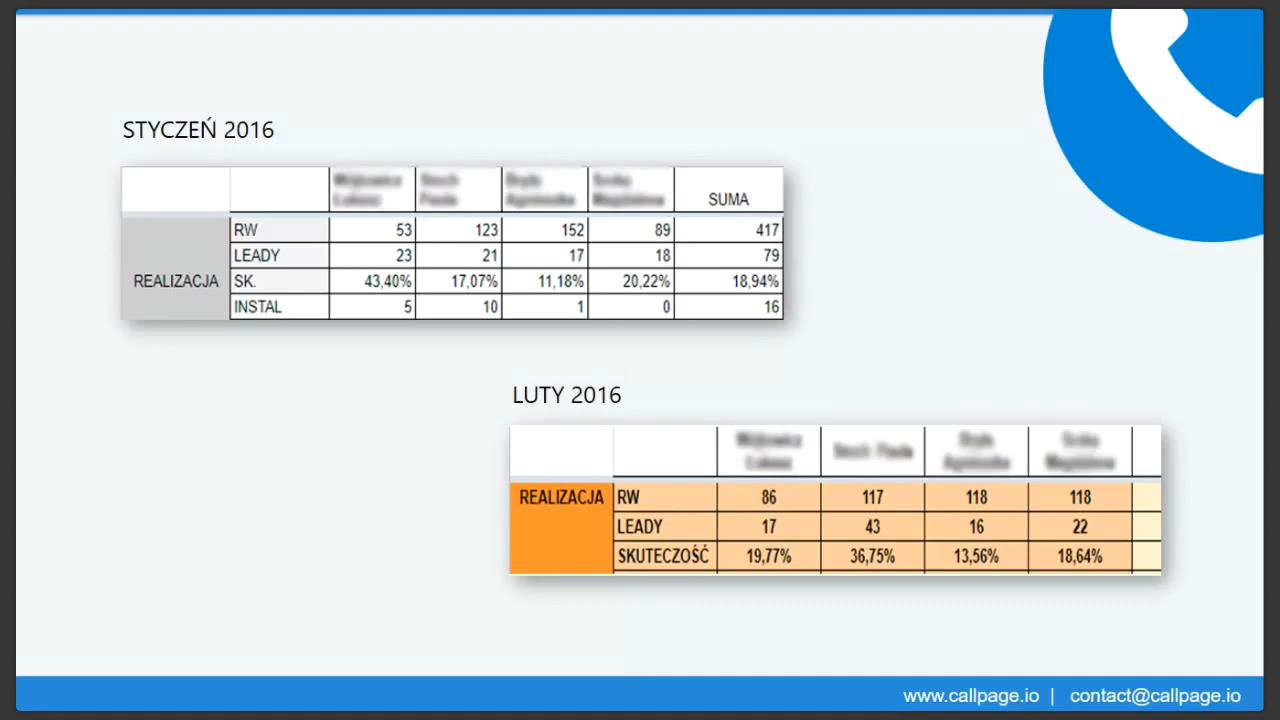 STYCZEŃ 2016
SUMA
RW 53 123 152 89 417
LEADY 23 21 17 18 79
REALIZACJA SK. 43,40% 17,07% 11,18% 20,22% 18,94%
INSTAL 5 10 1 0 16
LUTY 2016
REALIZACJA RW 86 117 118 118
LEADY 17 43 16 22
SKUTECZOŚĆ 19,77% 36,75% 13,56% 18,64%
www.callpage.io | contact@callpage.io